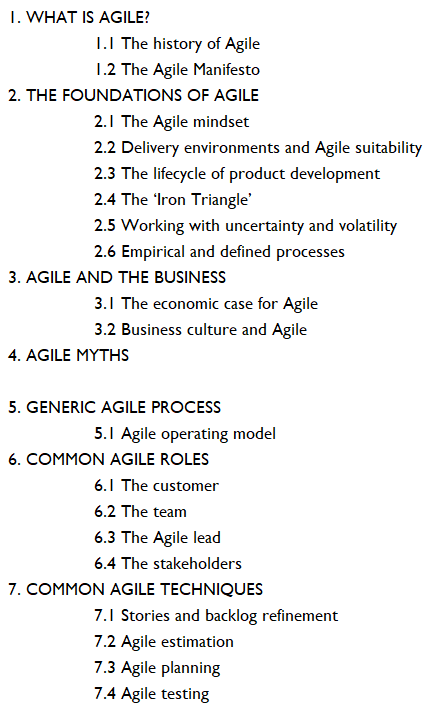 1. WHAT IS AGILE?
1.1 The history of Agile
1.2 The Agile Manifesto
2. THE FOUNDATIONS OF AGILE
2.1 The Agile mindset
2.2 Delivery environments and Agile suitability
2.3 The lifecycle of product development
2.4 The ‘Iron Triangle’
2.5 Working with uncertainty and volatility
2.6 Empirical and defined processes
3. AGILE AND THE BUSINESS
3.1 The economic case for Agile
3.2 Business culture and Agile
4. AGILE MYTHS
5. GENERIC AGILE PROCESS
5.1 Agile operating model
6. COMMON AGILE ROLES
6.1 The customer
6.2 The team
6.3 The Agile lead
6.4 The stakeholders
7. COMMON AGILE TECHNIQUES
7.1 Stories and backlog refinement
7.2 Agile estimation
7.3 Agile planning
7.4 Agile testing